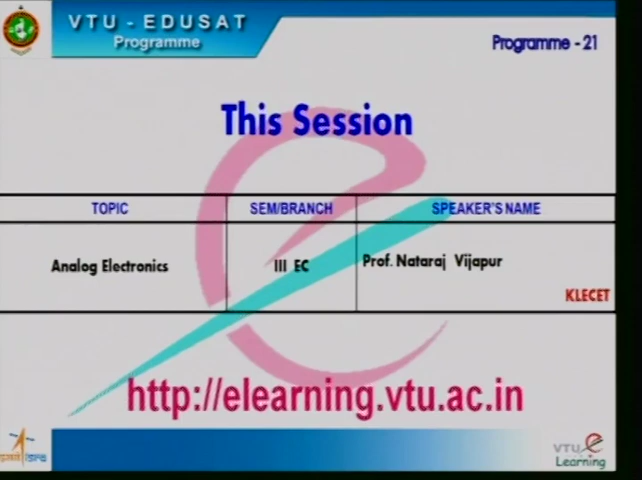 VTU - EDUSAT
Programme
Programme - 21
This Session
TOPIC SEM/BRANCH SPEAKER'S NAME
Analog Electronics III EC Prof. Nataraj Vijapur
KLECET
http://elearning.vtu.ac.in
VTU
Learning